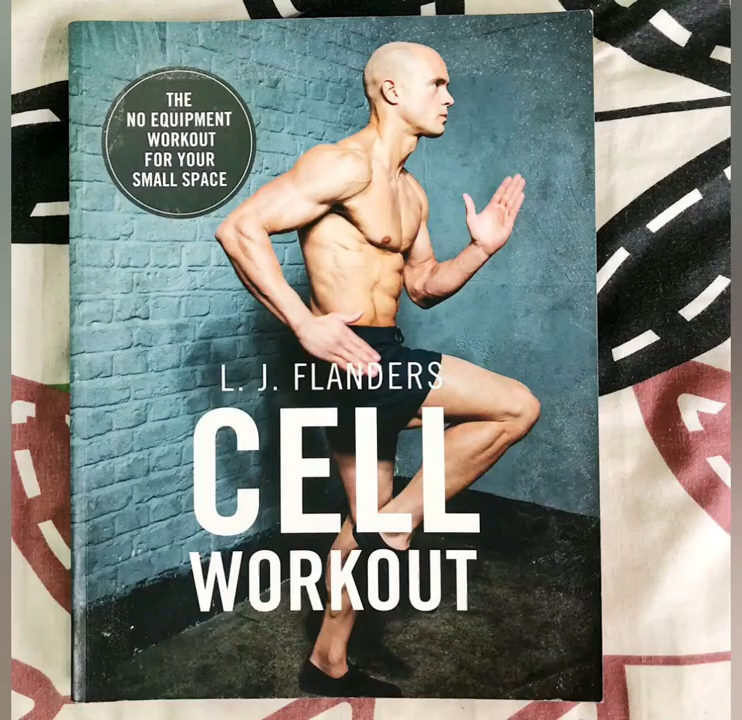 THE
NO EQUIPMENT
WORKOUT
FOR YOUR
SMALL SPACE
L. J. FLANDERS
CELL
WORKOUT